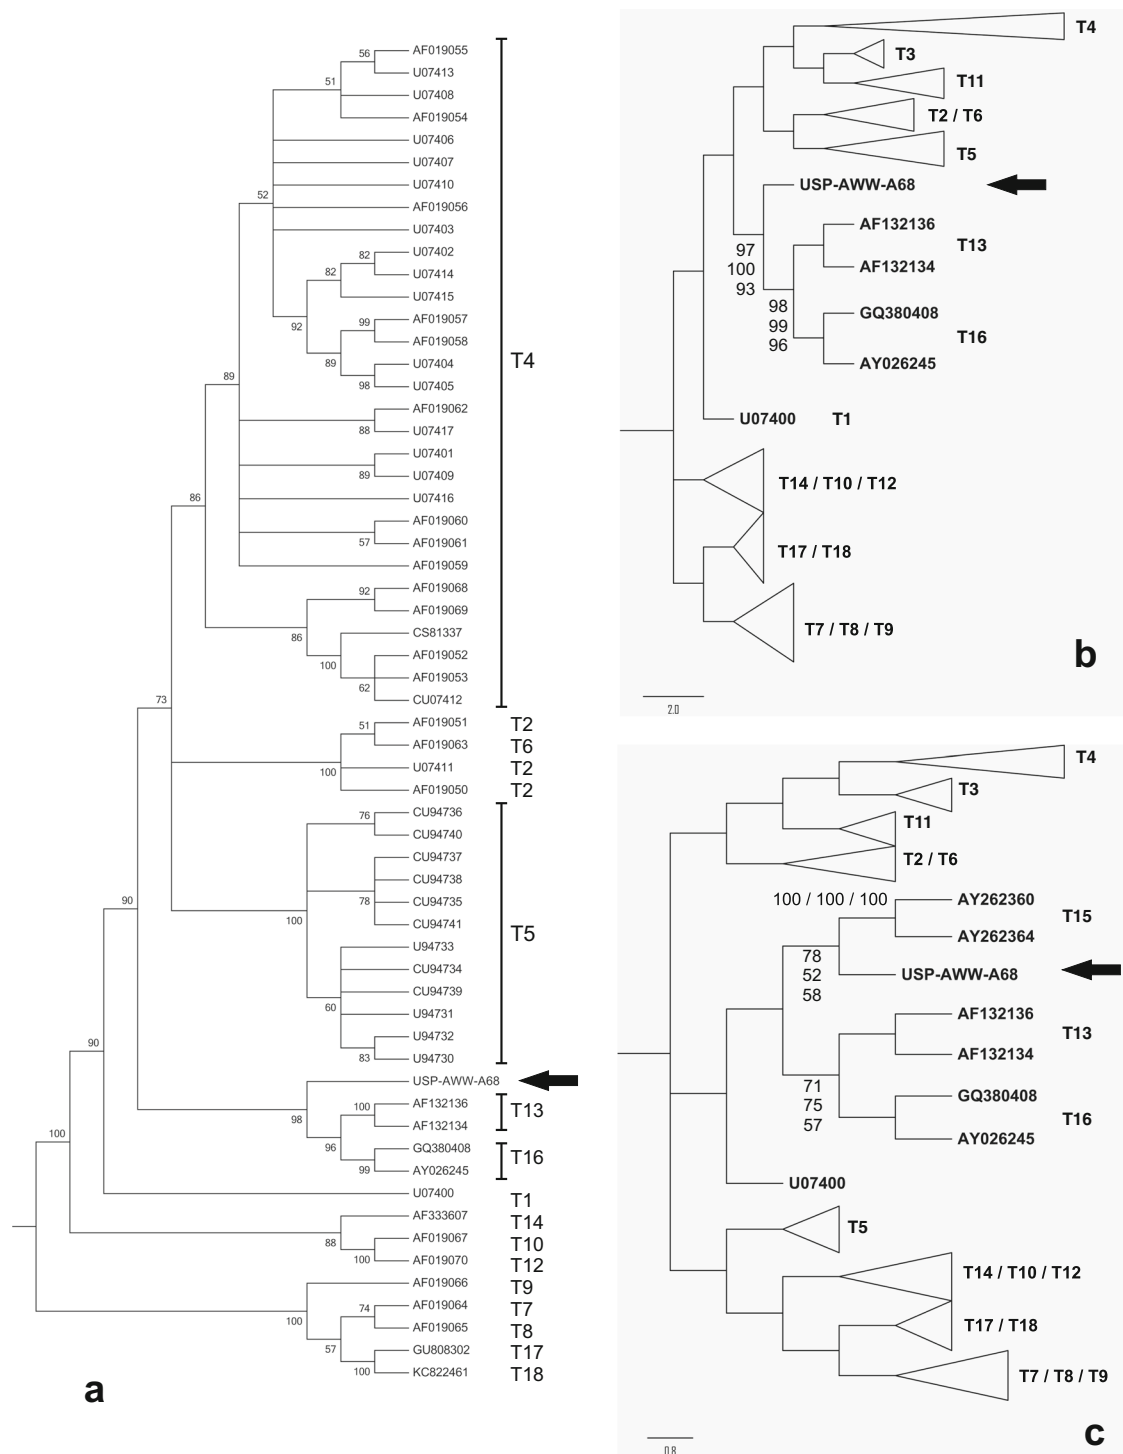 56
AF019055
U07413
51
U07408
AF019054
U07406
U07407
U07410
52
AF019056
U07403
82
U07402
82
U07414
U07415
92
99
AF019057
AF019058
89
U07404
98
U07405
T4
89
AF019062
88
U07417
U07401
89
U07409
86
U07416
AF019060
57
AF019061
AF019059
92
AF019068
AF019069
86
CS81337
100
AF019052
AF019053
62
CU07412
73
51
AF019051
T2
AF019063
T6
100
U07411
T2
AF019050
T2
76
CU94736
CU94740
CU94737
CU94738
78
CU94735
90
100
CU94741
T5
U94733
CU94734
CU94739
60
U94731
U94732
83
U94730
90
USP-AWW-A68
98
100
AF132136
T13
AF132134
96
GQ380408
T16
99
AY026245
100
U07400
T1
AF333607
T14
88
AF019067
T10
100
AF019070
T12
AF019066
T9
100
74
AF019064
T7
AF019065
T8
57
GU808302
T17
100
KC822461
T18
a
T4
T3
T11
T2 / T6
T5
USP-AWW-A68
97
100
93
AF132136
T13
AF132134
98
99
96
GQ380408
T16
AY026245
U07400
T1
T14 / T10 / T12
T17 / T18
T7 / T8 / T9
b
2.0
T4
T3
T11
T2 / T6
100 / 100 / 100
AY262360
T15
AY262364
78
52
58
USP-AWW-A68
AF132136
T13
AF132134
71
75
57
GQ380408
T16
AY026245
U07400
T5
T14 / T10 / T12
T17 / T18
T7 / T8 / T9
c
0.8